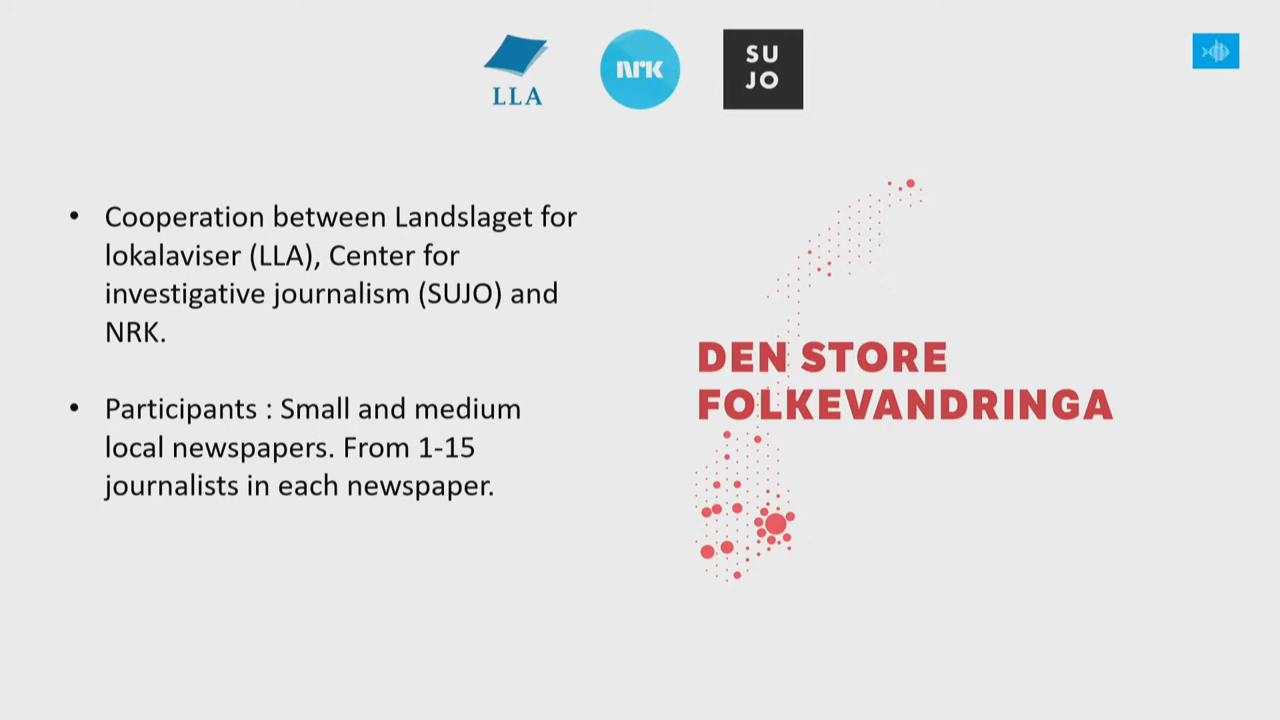 LLA
nrk
SU
JO
• Cooperation between Landslaget for
lokalaviser (LLA), Center for
investigative journalism (SUJO) and
NRK.
• Participants : Small and medium
local newspapers. From 1-15
journalists in each newspaper.
DEN STORE
FOLKEVANDRINGA